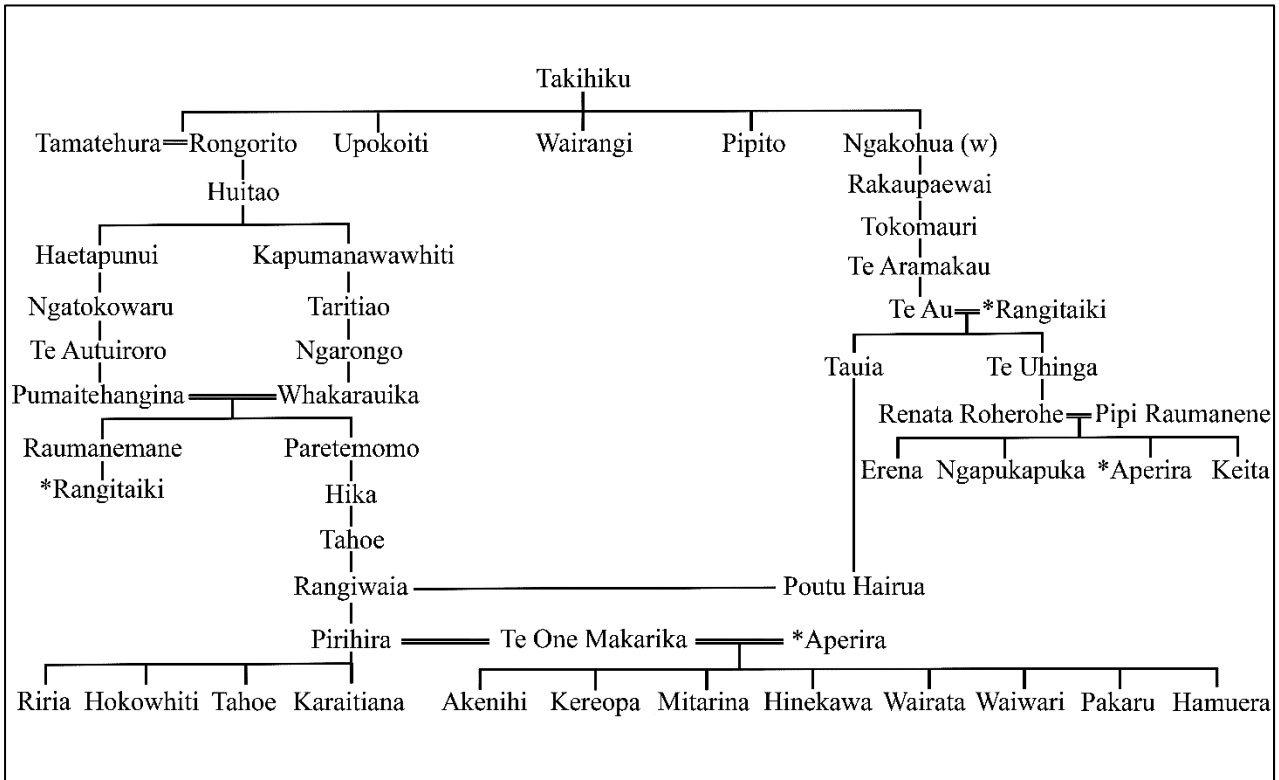 Takihiku
Tamatehura Rongorito Upokoiti Wairangi Pipito Ngakohua (w)
Huitao Rakaupaewai
Tokomauri
Haetapunui Kapumanawawhiti Te Aramakau
Ngatokowaru Taritiao Te Au *Rangitaiki
Te Autuiroro Ngarongo Tauia Te Uhinga
Pumaitehangina Whakarauika Renata Roherohe Pipi Raumanene
Raumanemane Paretemomo Erena Ngapukapuka *Aperira Keita
*Rangitaiki Hika
Tahoe
Rangiwaia Poutu Hairua
Pirihira Te One Makarika *Aperira
Riria Hokowhiti Tahoe Karaitiana Akenihi Kereopa Mitarina Hinekawa Wairata Waiwari Pakaru Hamuera